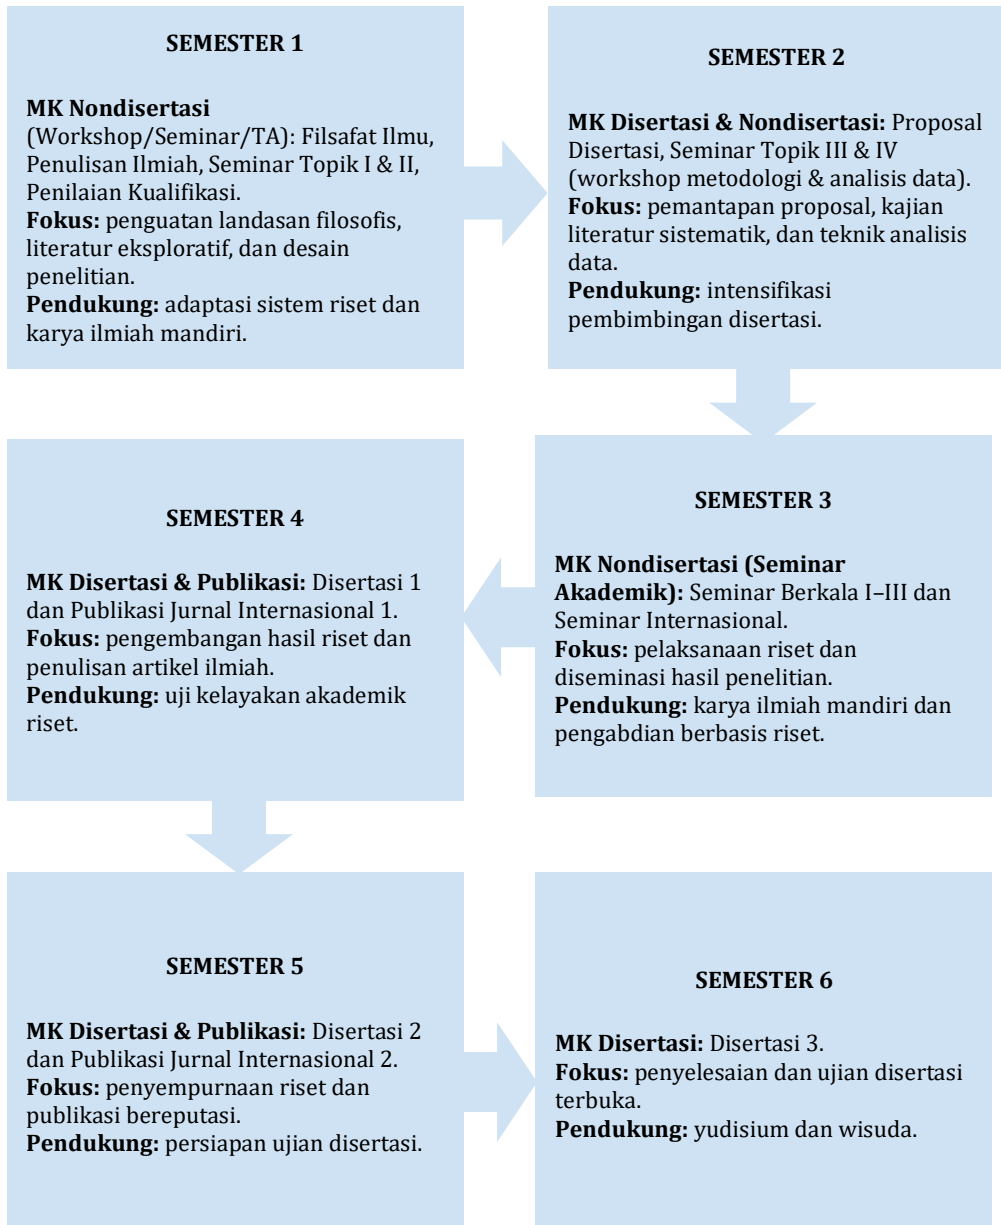 SEMESTER 1
MK Nondisertasi
(Workshop/Seminar/TA): Filsafat Ilmu,
Penulisan Ilmiah, Seminar Topik I & II,
Penilaian Kualifikasi.
Fokus: penguatan landasan filosofis,
literatur eksploratif, dan desain
penelitian.
Pendukung: adaptasi sistem riset dan
karya ilmiah mandiri.
SEMESTER 2
MK Disertasi & Nondisertasi: Proposal
Disertasi, Seminar Topik III & IV
(workshop metodologi & analisis data).
Fokus: pemantapan proposal, kajian
literatur sistematik, dan teknik analisis
data.
Pendukung: intensifikasi
pembimbingan disertasi.
SEMESTER 3
MK Nondisertasi (Seminar
Akademik): Seminar Berkala I–III dan
Seminar Internasional.
Fokus: pelaksanaan riset dan
diseminasi hasil penelitian.
Pendukung: karya ilmiah mandiri dan
pengabdian berbasis riset.
SEMESTER 4
MK Disertasi & Publikasi: Disertasi 1
dan Publikasi Jurnal Internasional 1.
Fokus: pengembangan hasil riset dan
penulisan artikel ilmiah.
Pendukung: uji kelayakan akademik
riset.
SEMESTER 5
MK Disertasi & Publikasi: Disertasi 2
dan Publikasi Jurnal Internasional 2.
Fokus: penyempurnaan riset dan
publikasi bereputasi.
Pendukung: persiapan ujian disertasi.
SEMESTER 6
MK Disertasi: Disertasi 3.
Fokus: penyelesaian dan ujian disertasi
terbuka.
Pendukung: yudisium dan wisuda.